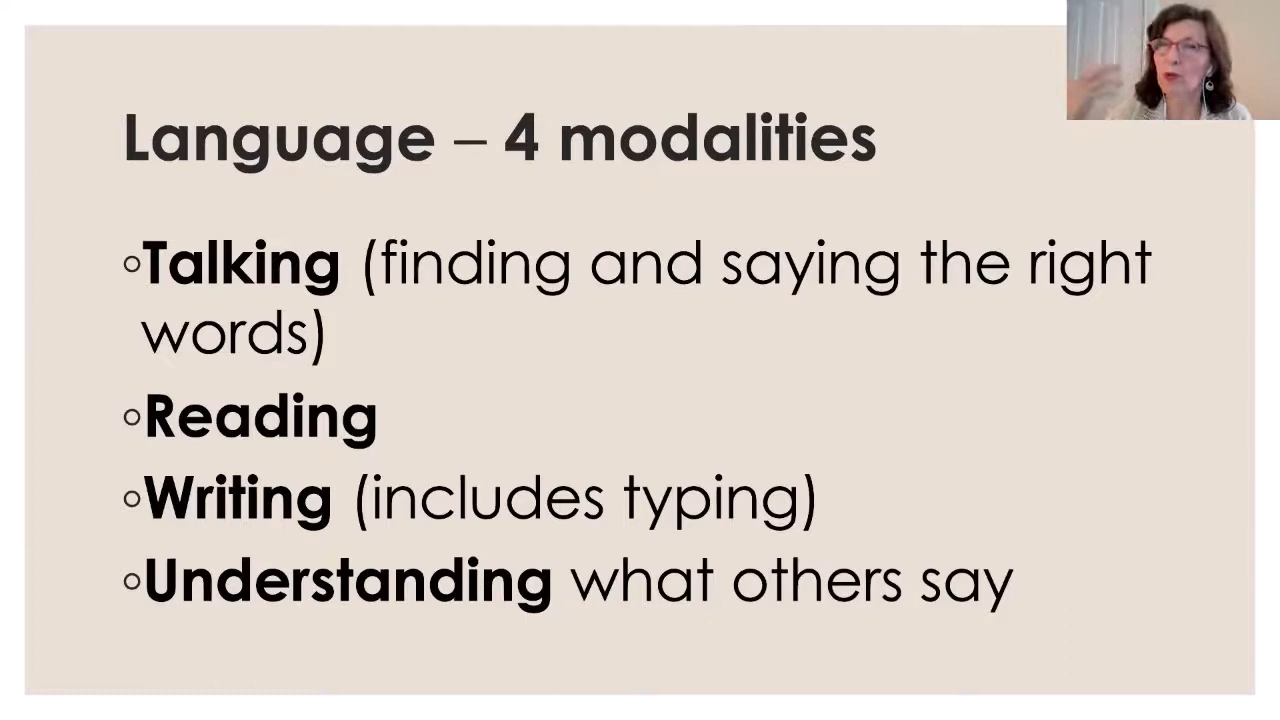 Language – 4 modalities
◦Talking (finding and saying the right
words)
◦Reading
◦Writing (includes typing)
◦Understanding what others say